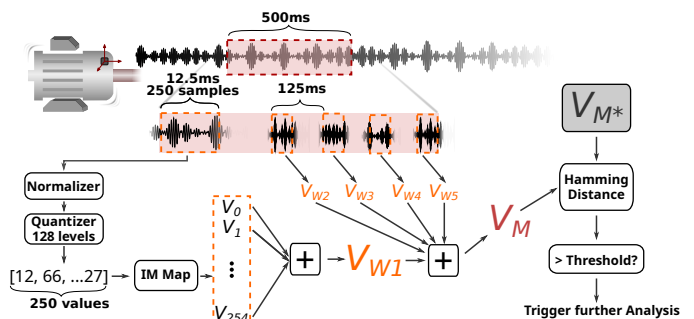 500ms
12.5ms
250 samples
125ms
V_M*
Normalizer
V_W2 V_W3 V_W4 V_W5
Hamming
Distance
V_0
V_1
Quantizer
128 levels
V_M
[12, 66, ...27]
IM Map
⋮
+
V_W1
+
> Threshold?
250 values
V_254
Trigger further Analysis